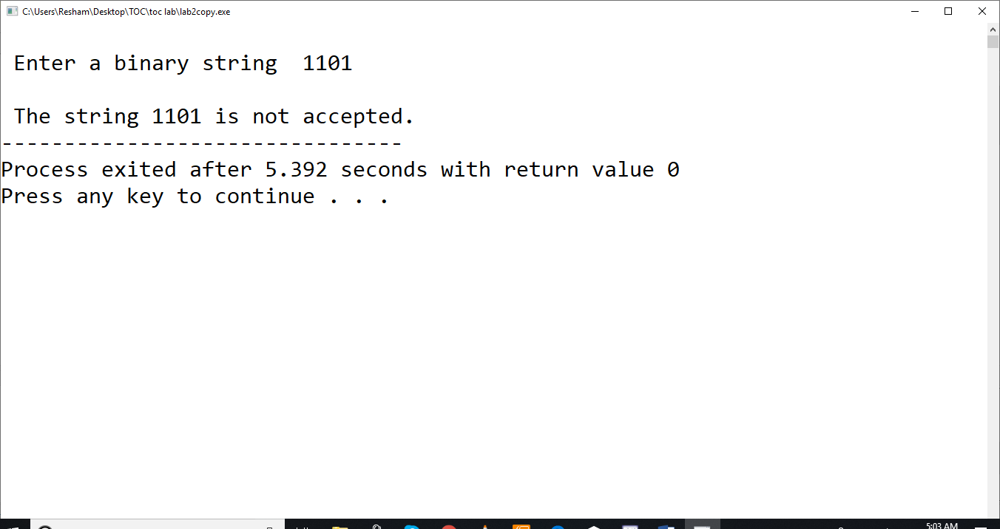 C:\Users\Resham\Desktop\TOC\toc lab\lab2copy.exe
Enter a binary string  1101
The string 1101 is not accepted.
--------------------------------
Process exited after 5.392 seconds with return value 0
Press any key to continue . . .
5:03 AM